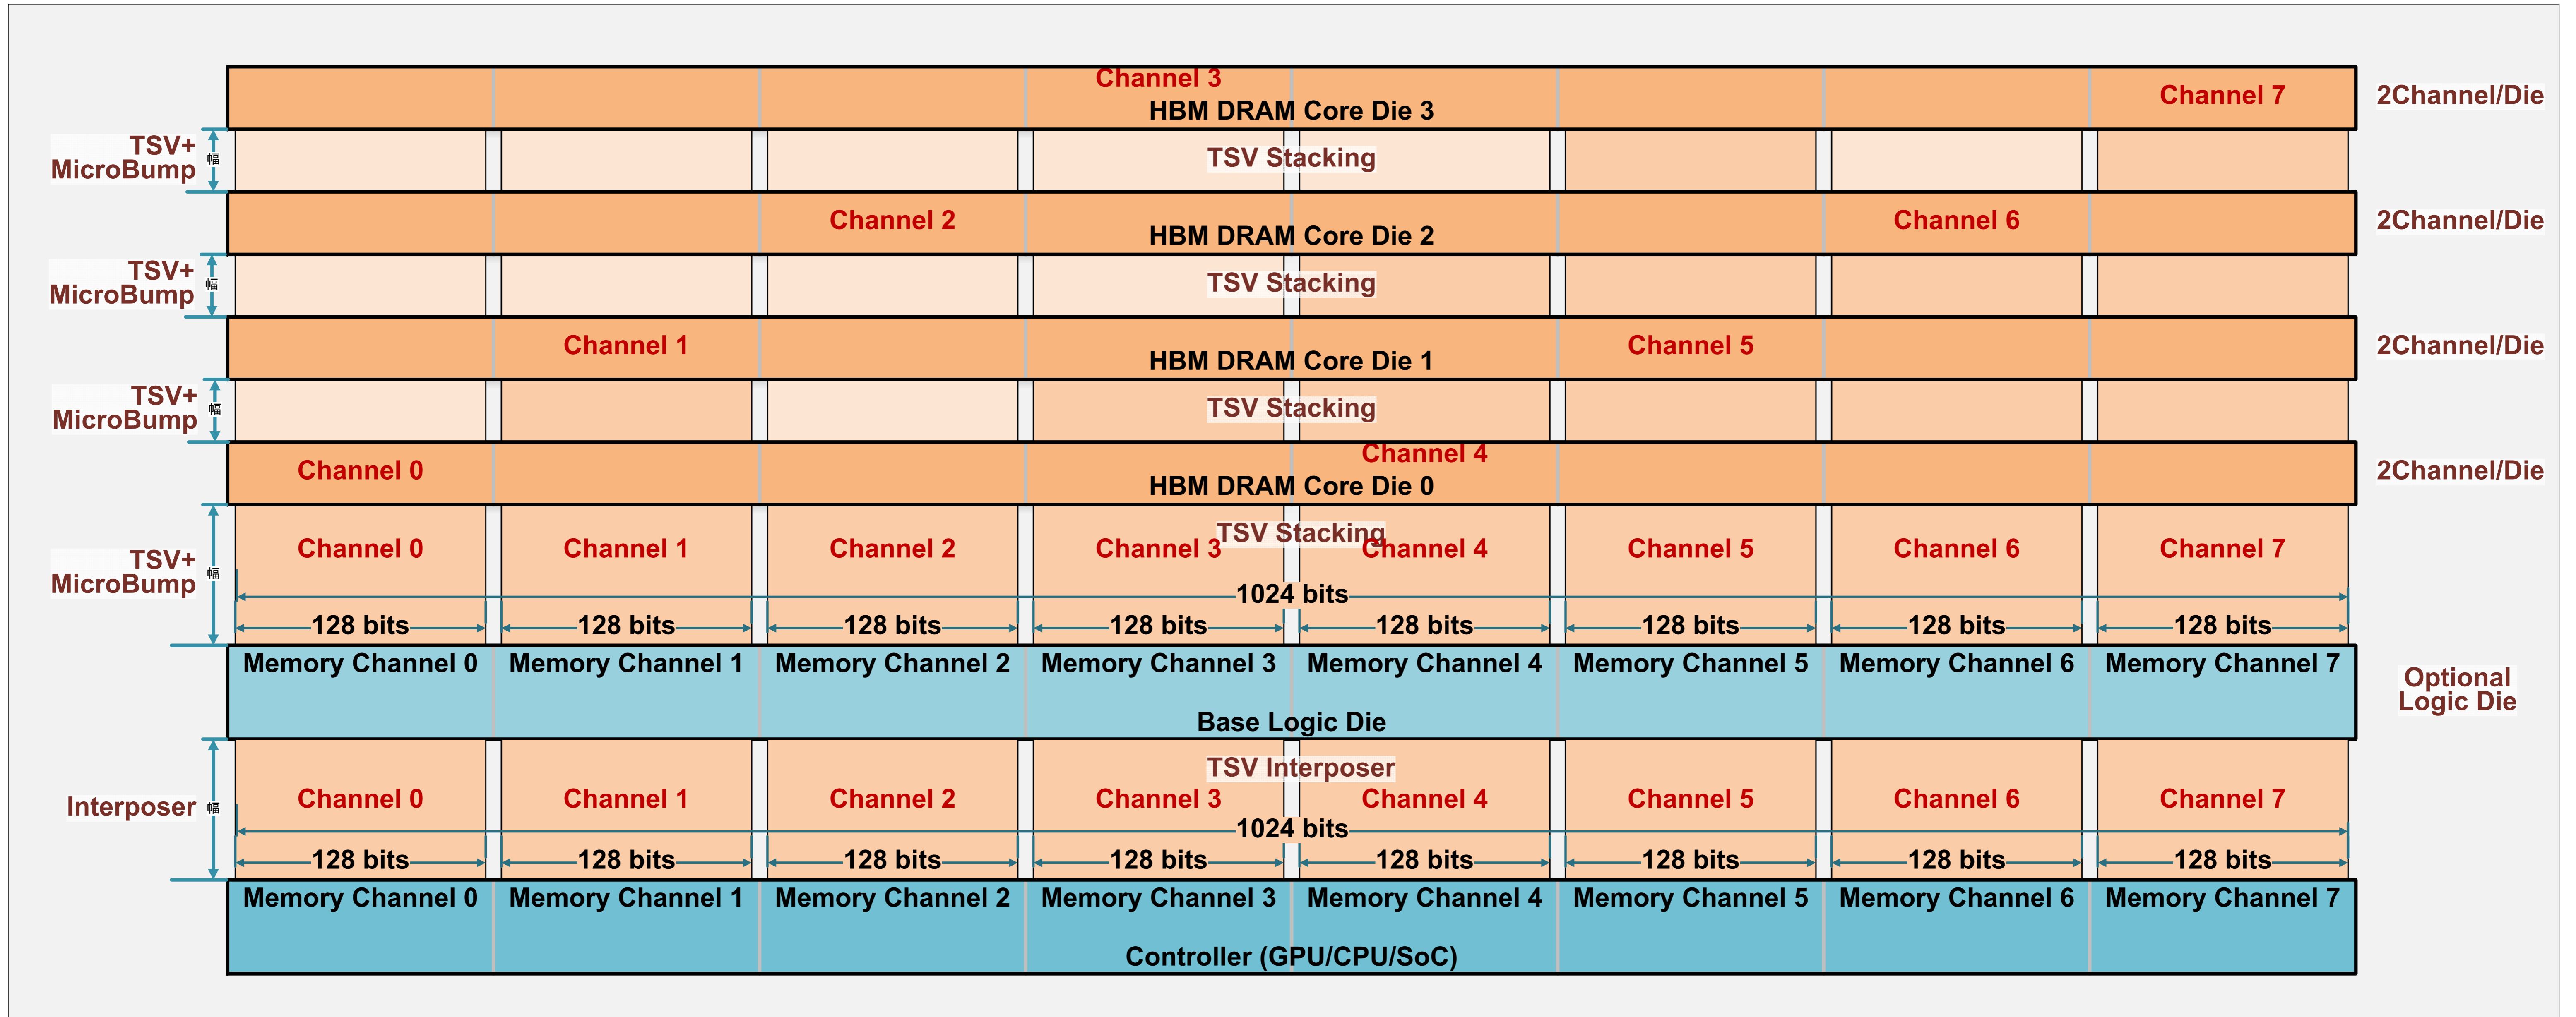 Channel 3
Channel 7
2Channel/Die
HBM DRAM Core Die 3
TSV+
MicroBump
幅
TSV Stacking
Channel 2
Channel 6
2Channel/Die
HBM DRAM Core Die 2
TSV+
MicroBump
幅
TSV Stacking
Channel 1
Channel 5
2Channel/Die
HBM DRAM Core Die 1
TSV+
MicroBump
幅
TSV Stacking
Channel 0
Channel 4
2Channel/Die
HBM DRAM Core Die 0
TSV Stacking
TSV+
MicroBump
幅
Channel 0 Channel 1 Channel 2 Channel 3 Channel 4 Channel 5 Channel 6 Channel 7
1024 bits
128 bits 128 bits 128 bits 128 bits 128 bits 128 bits 128 bits 128 bits
Memory Channel 0 Memory Channel 1 Memory Channel 2 Memory Channel 3 Memory Channel 4 Memory Channel 5 Memory Channel 6 Memory Channel 7
Optional
Logic Die
Base Logic Die
TSV Interposer
Interposer
幅
Channel 0 Channel 1 Channel 2 Channel 3 Channel 4 Channel 5 Channel 6 Channel 7
1024 bits
128 bits 128 bits 128 bits 128 bits 128 bits 128 bits 128 bits 128 bits
Memory Channel 0 Memory Channel 1 Memory Channel 2 Memory Channel 3 Memory Channel 4 Memory Channel 5 Memory Channel 6 Memory Channel 7
Controller (GPU/CPU/SoC)